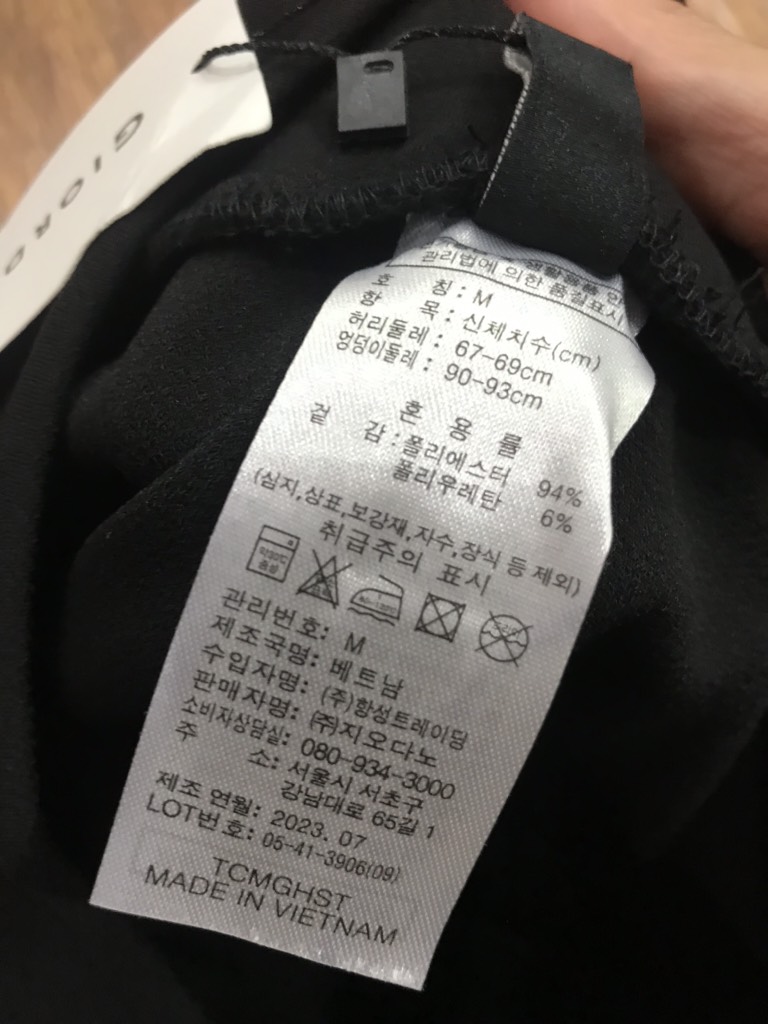 GIORD
관리법에 의한 품질표시
호 칭 : M
항 목 : 신체치수(cm)
허리둘레 : 67-69cm
엉덩이둘레 : 90-93cm
혼 용 률
겉 감 : 폴리에스터 94%
폴리우레탄 6%
(심지,상표,보강재,자수,장식 등 제외)
취급주의 표시
관리번호: M
제조국명: 베트남
수입자명: (주)항성트레이딩
판매자명: (주)지오다노
소비자상담실: 080-934-3000
주 소: 서울시 서초구
강남대로 65길 1
제조 연월: 2023. 07
LOT번호: 05-41-3906(09)
TCMGHST
MADE IN VIETNAM